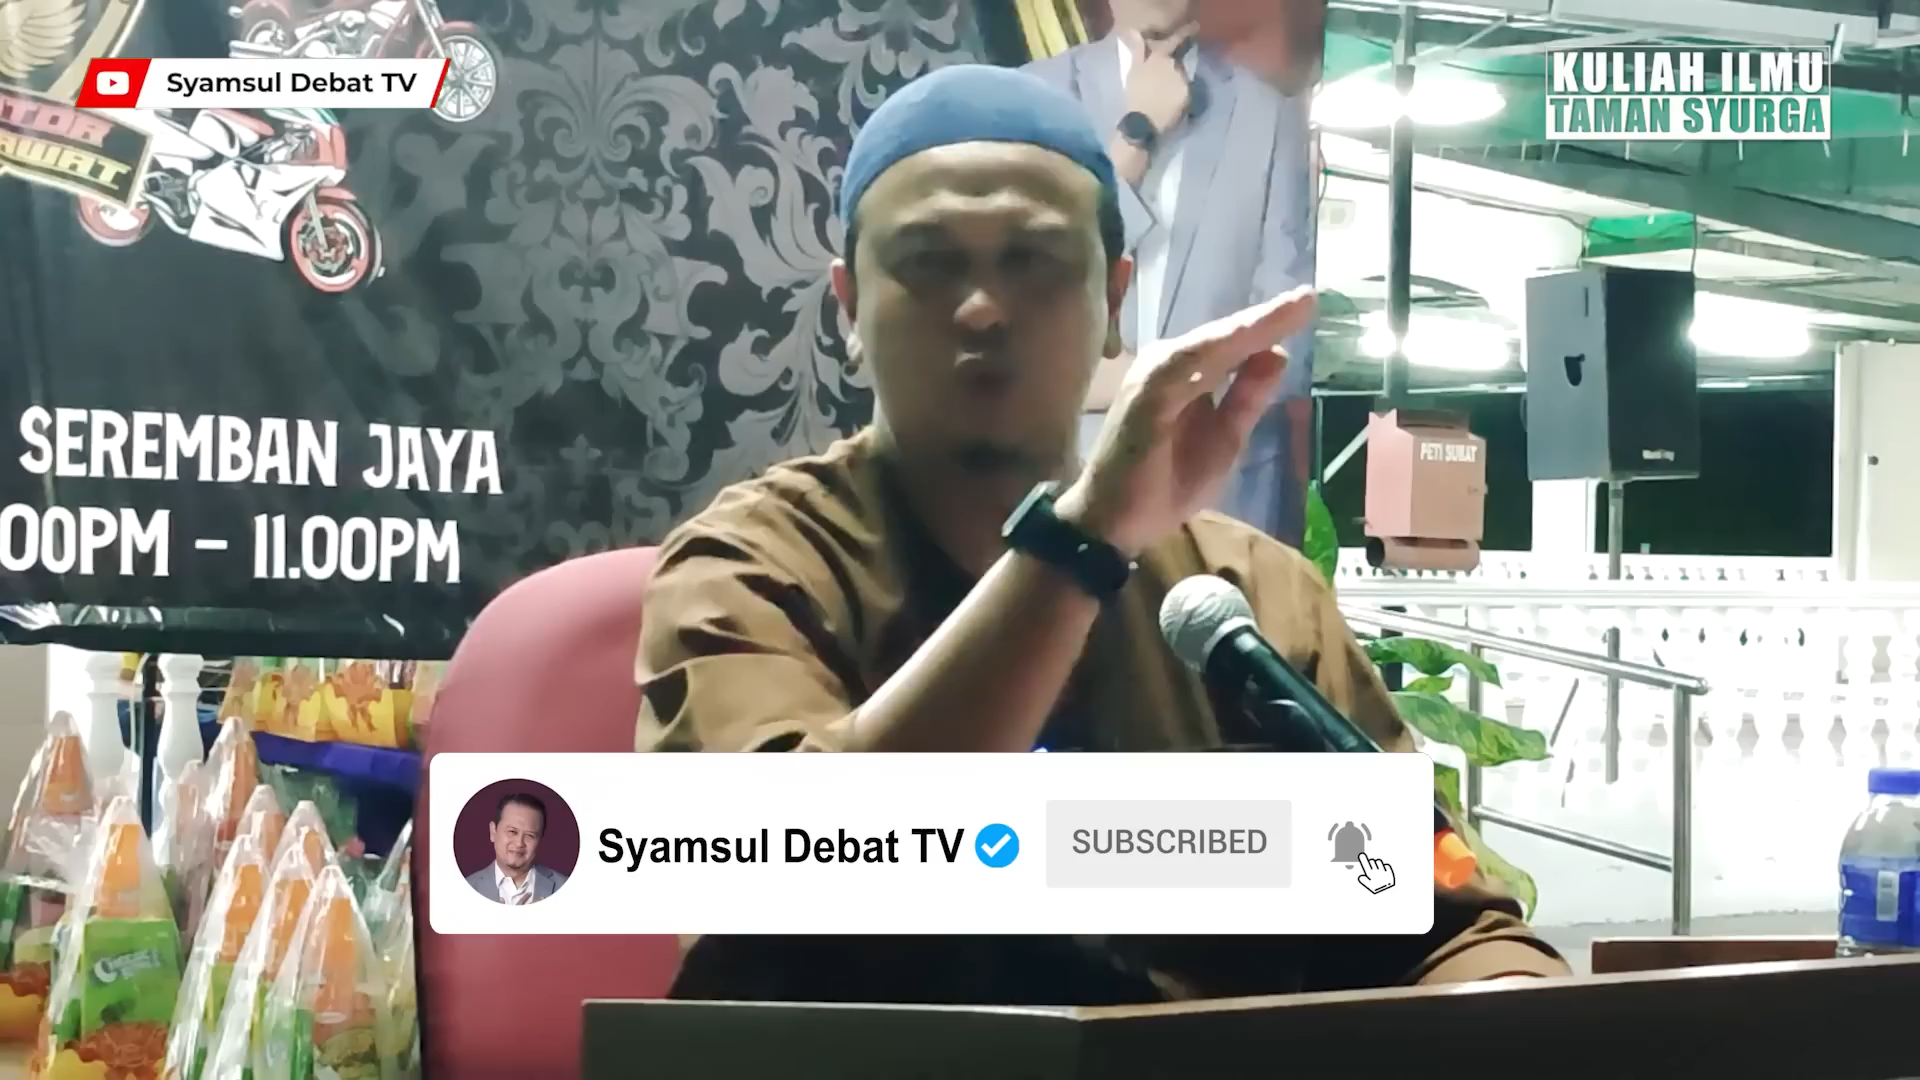 Syamsul Debat TV
KULIAH ILMU
TAMAN SYURGA
SEREMBAN JAYA
00PM - 11.00PM
PETI SURAT
Syamsul Debat TV
SUBSCRIBED